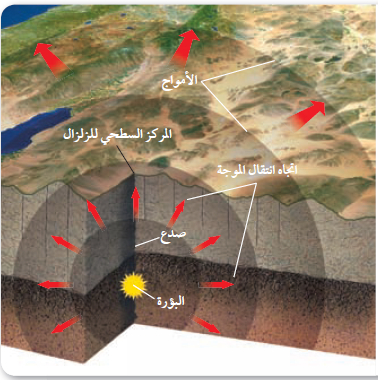 الأمواج
المركز السطحي للزلزال
اتجاه انتقال الموجة
صدع
البؤرة